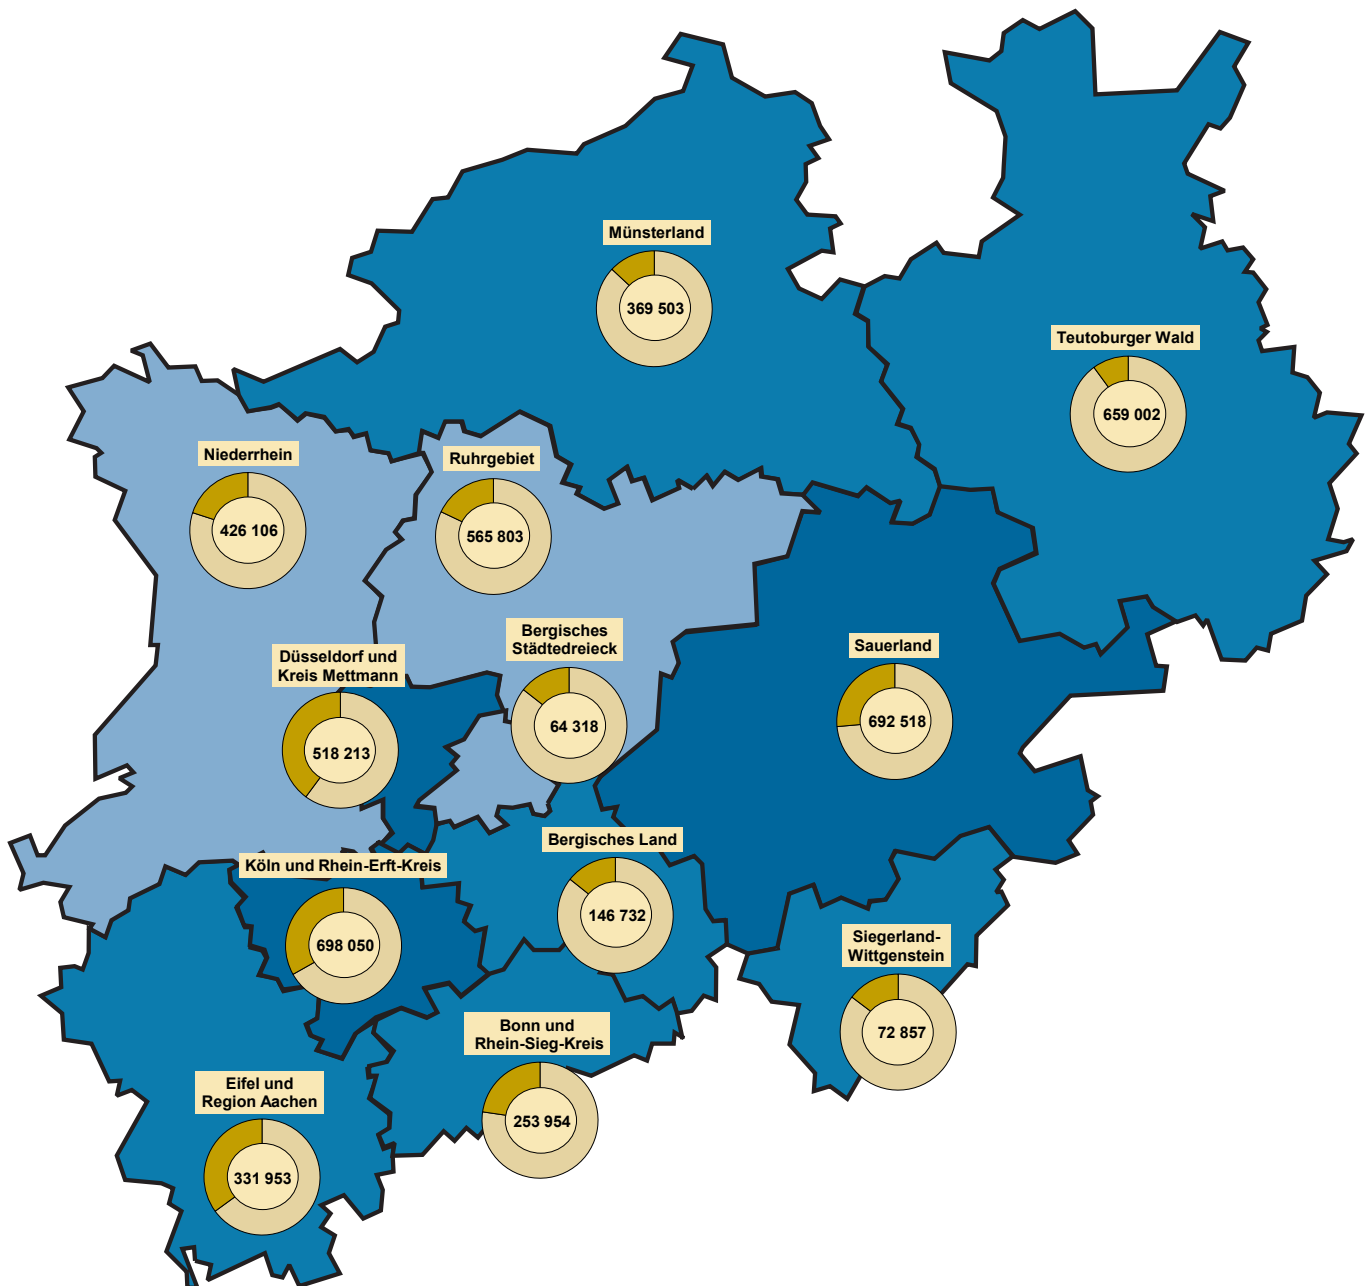 Münsterland
369 503
Teutoburger Wald
659 002
Niederrhein
426 106
Ruhrgebiet
565 803
Bergisches
Städtedreieck
64 318
Sauerland
692 518
Düsseldorf und
Kreis Mettmann
518 213
Bergisches Land
146 732
Köln und Rhein-Erft-Kreis
698 050
Siegerland-
Wittgenstein
72 857
Bonn und
Rhein-Sieg-Kreis
253 954
Eifel und
Region Aachen
331 953